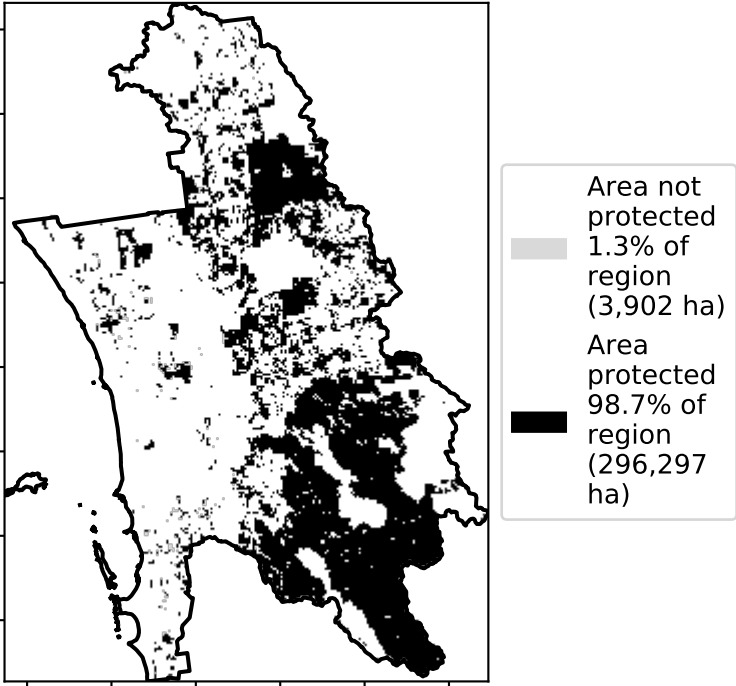 Area not
protected
1.3% of
region
(3,902 ha)
Area
protected
98.7% of
region
(296,297
ha)